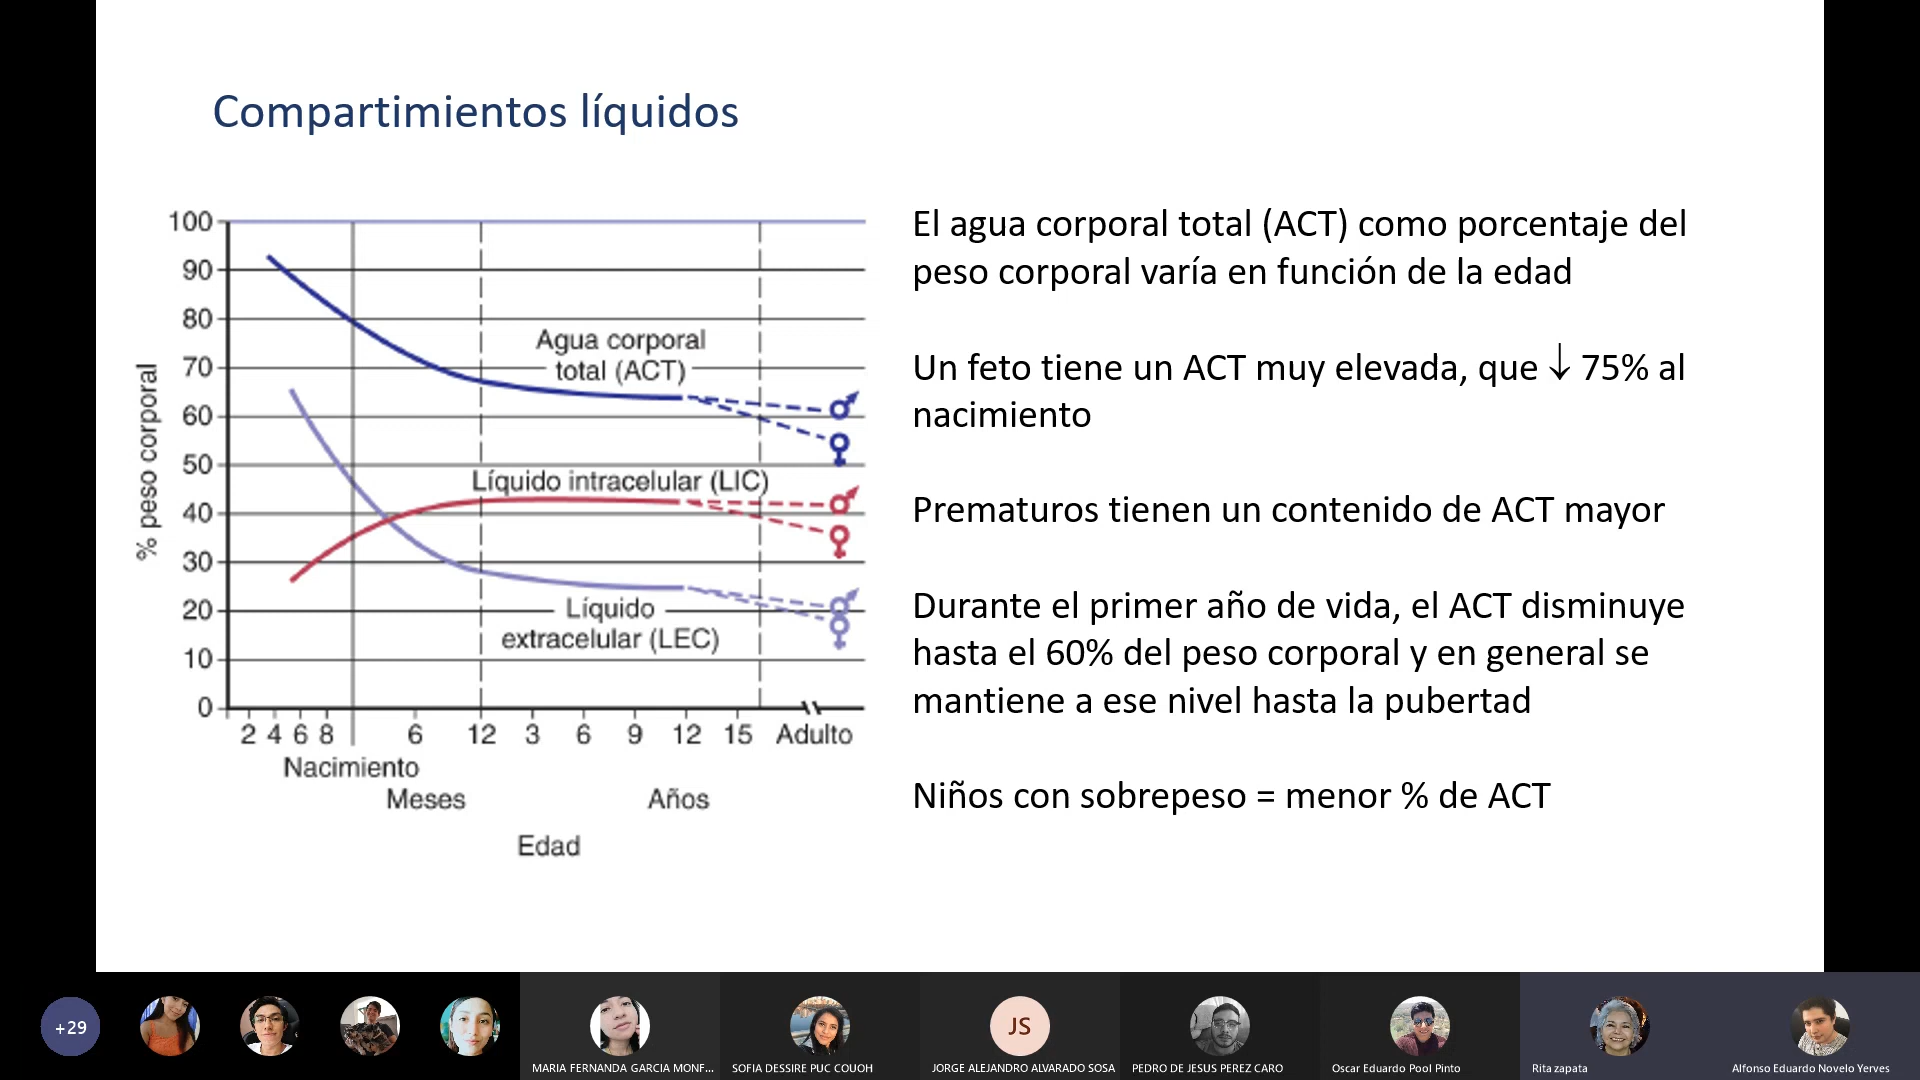 Compartimientos líquidos
100
90
80
70
60
50
40
30
20
10
0
% peso corporal
Agua corporal
total (ACT)
Líquido intracelular (LIC)
Líquido
extracelular (LEC)
2 4 6 8 6 12 3 6 9 12 15 Adulto
Nacimiento
Meses Años
Edad
El agua corporal total (ACT) como porcentaje del
peso corporal varía en función de la edad
Un feto tiene un ACT muy elevada, que ↓ 75% al
nacimiento
Prematuros tienen un contenido de ACT mayor
Durante el primer año de vida, el ACT disminuye
hasta el 60% del peso corporal y en general se
mantiene a ese nivel hasta la pubertad
Niños con sobrepeso = menor % de ACT
+29
JS
MARIA FERNANDA GARCIA MONF... SOFIA DESSIRE PUC COUOH JORGE ALEJANDRO ALVARADO SOSA PEDRO DE JESUS PEREZ CARO Oscar Eduardo Pool Pinto Rita zapata Alfonso Eduardo Novelo Yerves